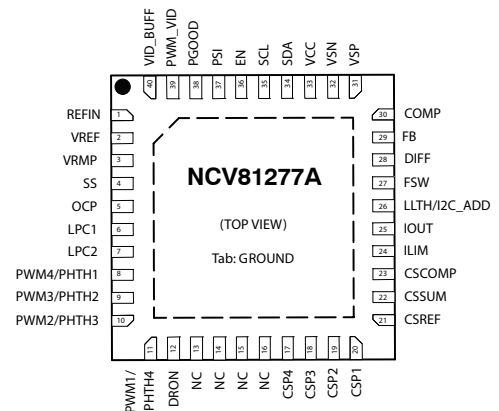 VID_BUFF
PWM_VID
PGOOD
PSI
EN
SCL
SDA
VCC
VSN
VSP
40
39
38
37
36
35
34
33
32
31
REFIN 1
VREF 2
VRMP 3
SS 4
OCP 5
LPC1 6
LPC2 7
PWM4/PHTH1 8
PWM3/PHTH2 9
PWM2/PHTH3 10
NCV81277A
(TOP VIEW)
Tab: GROUND
30 COMP
29 FB
28 DIFF
27 FSW
26 LLTH/I2C_ADD
25 IOUT
24 ILIM
23 CSCOMP
22 CSSUM
21 CSREF
11
12
13
14
15
16
17
18
19
20
PWM1/
PHTH4
DRON
NC
NC
NC
NC
CSP4
CSP3
CSP2
CSP1